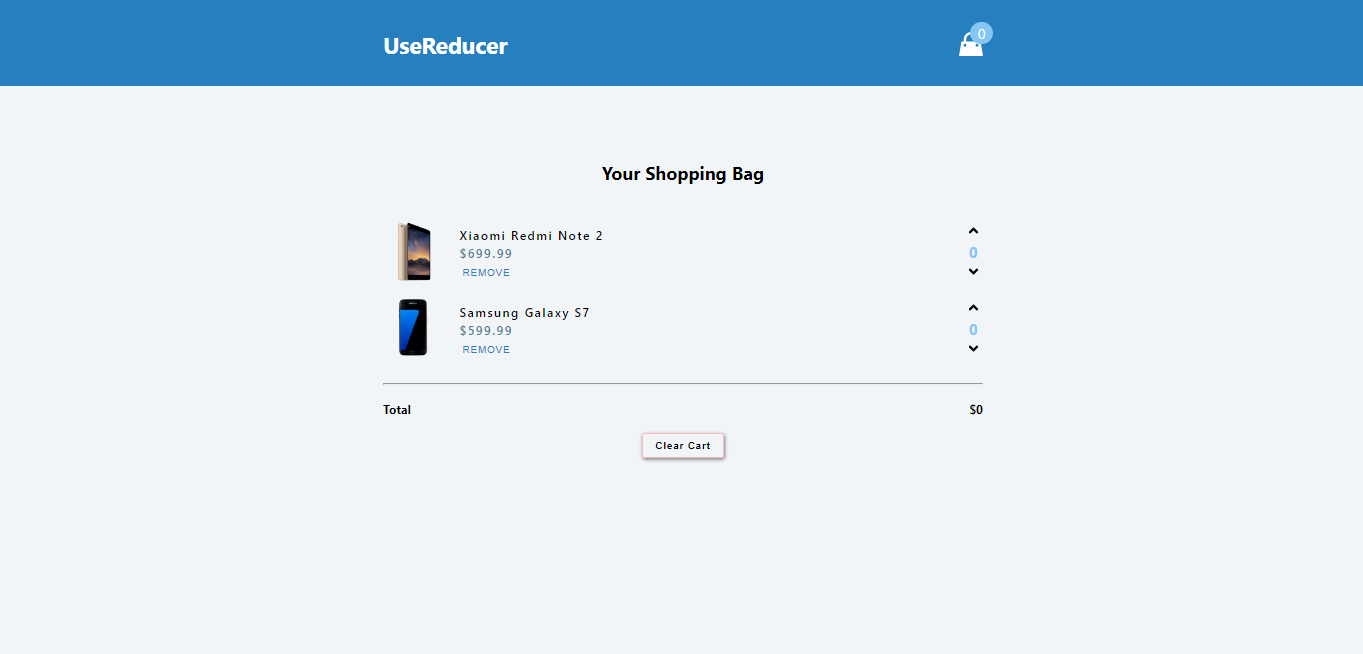 UseReducer
0
Your Shopping Bag
Xiaomi Redmi Note 2
$699.99
REMOVE
0
Samsung Galaxy S7
$599.99
REMOVE
0
Total $0
Clear Cart